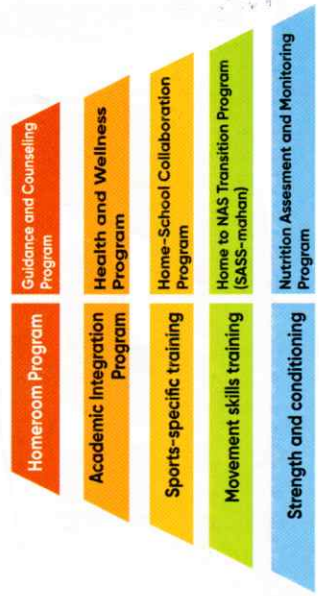 Homeroom Program
Guidance and Counseling
Program
Academic Integration
Program
Health and Wellness
Program
Sports-specific training
Home-School Collaboration
Program
Movement skills training
Home to NAS Transition Program
(SASS-mahan)
Strength and conditioning
Nutrition Assesment and Monitoring
Program